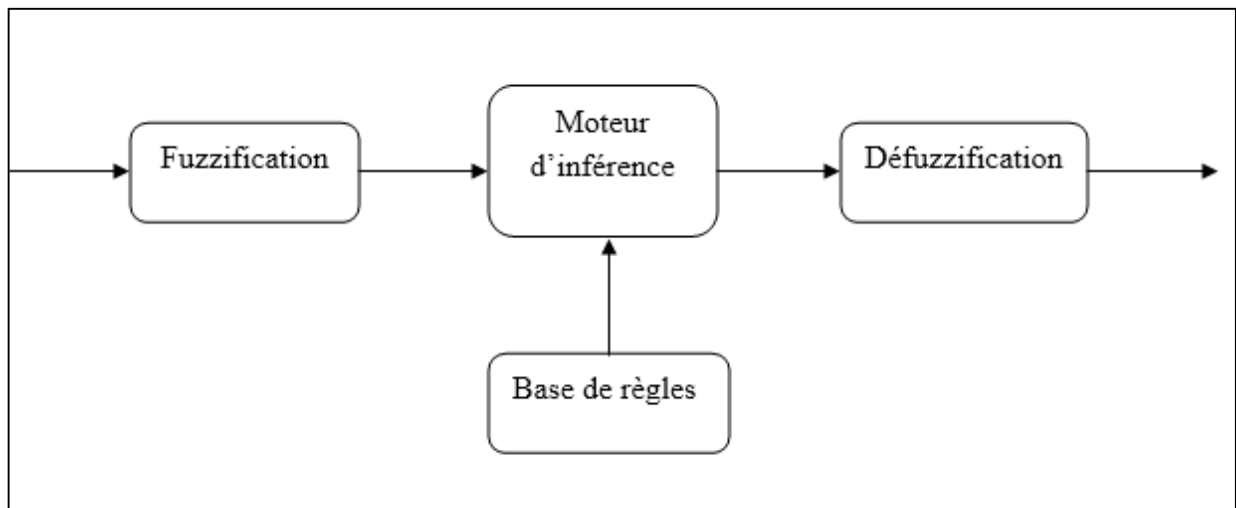 Fuzzification
Moteur
d’inférence
Défuzzification
Base de règles